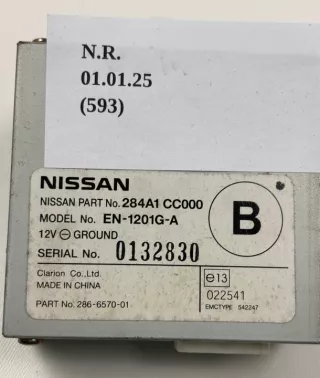 N.R.
01.01.25
(593)
NISSAN
NISSAN PART No. 284A1 CC000
MODEL No. EN-1201G-A
12V ⊖ GROUND
SERIAL No. 0132830
B
Clarion Co.,Ltd.
MADE IN CHINA
PART No. 286-6570-01
e13
022541
EMCTYPE 542247